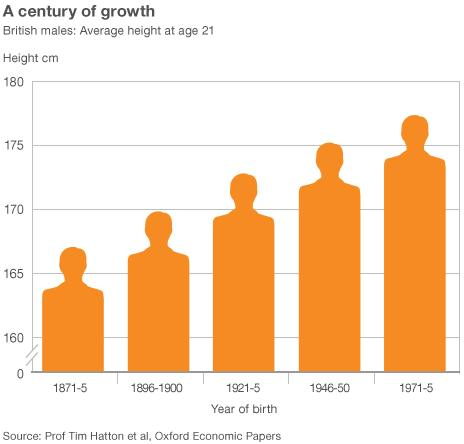 A century of growth
British males: Average height at age 21
Height cm
180
175
170
165
160
0
1871-5 1896-1900 1921-5 1946-50 1971-5
Year of birth
Source: Prof Tim Hatton et al, Oxford Economic Papers